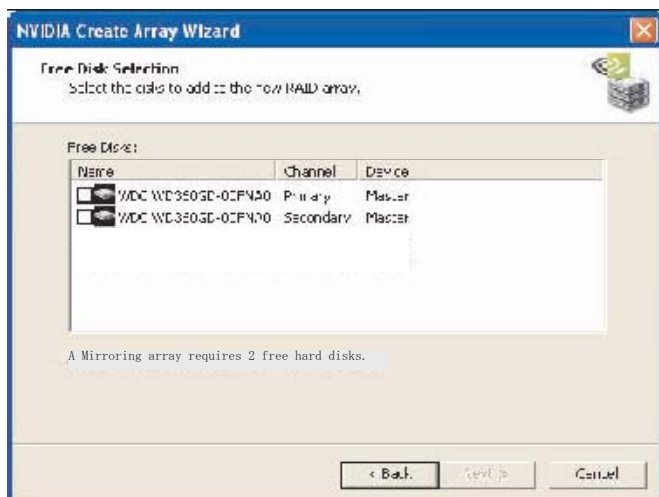 NVIDIA Create Array Wizard
Free Disk Selection
Select the disks to add to the new RAID array.
Free Disks:
Name Channel Device
Primary Master
Secondary Master
A Mirroring array requires 2 free hard disks.
< Back Next > Cancel